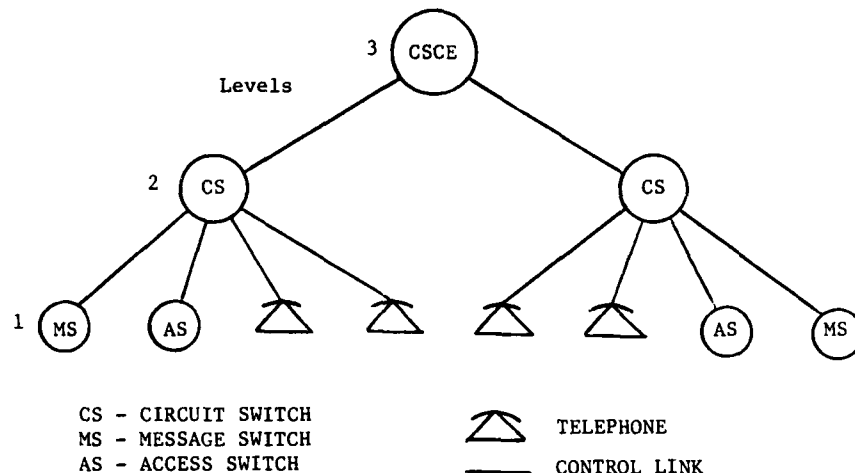 3 CSCE
Levels
2 CS CS
1 MS AS AS MS
CS - CIRCUIT SWITCH
MS - MESSAGE SWITCH
AS - ACCESS SWITCH
TELEPHONE
CONTROL LINK